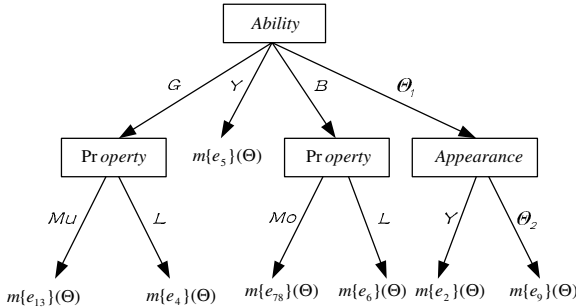 Ability
G Y B Θ₁
Property m{e₅}(Θ) Property Appearance
Mu L Mo L Y Θ₂
m{e₁₃}(Θ) m{e₄}(Θ) m{e₇₈}(Θ) m{e₆}(Θ) m{e₂}(Θ) m{e₉}(Θ)